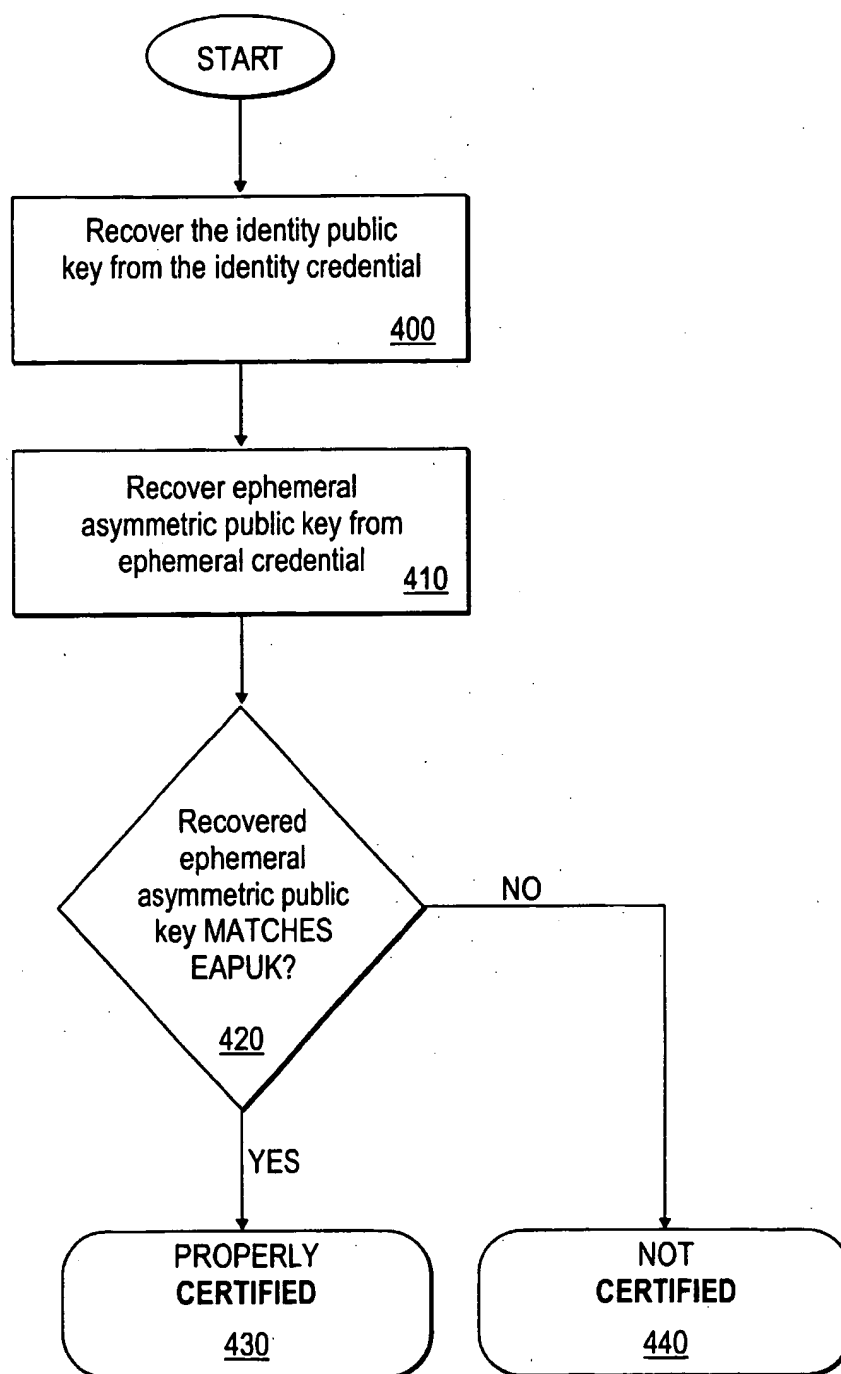 START
Recover the identity public
key from the identity credential
400
Recover ephemeral
asymmetric public key from
ephemeral credential
410
Recovered
ephemeral
asymmetric public
key MATCHES
EAPUK?
420
NO
YES
PROPERLY
CERTIFIED
430
NOT
CERTIFIED
440